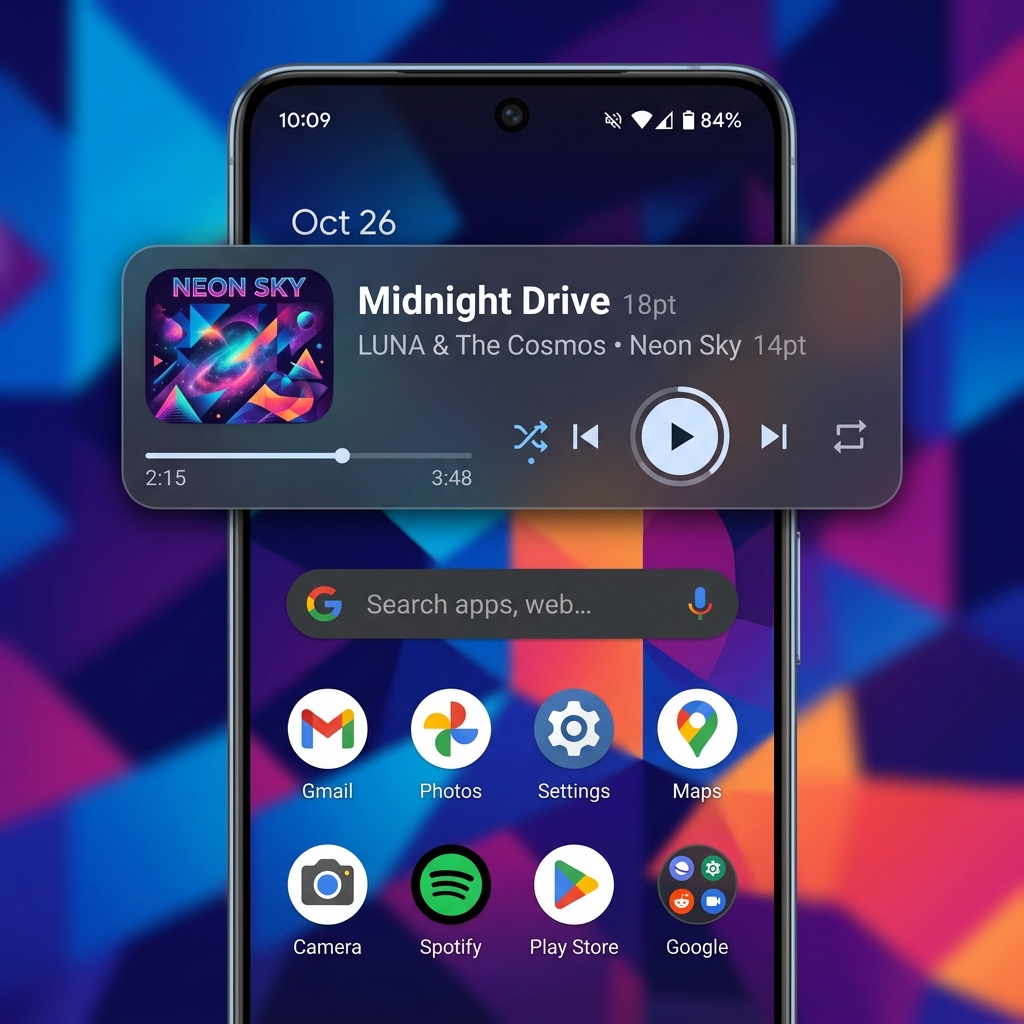 10:09 84%
Oct 26
NEON SKY
Midnight Drive 18pt
LUNA & The Cosmos • Neon Sky 14pt
2:15 3:48
Search apps, web...
Gmail Photos Settings Maps
Camera Spotify Play Store Google